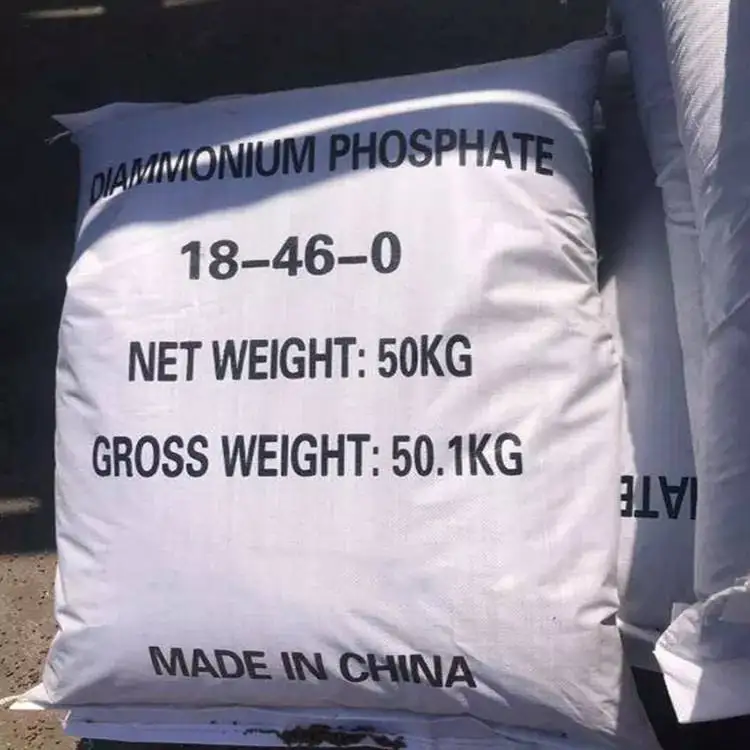 DIAMMONIUM PHOSPHATE
18-46-0
NET WEIGHT: 50KG
GROSS WEIGHT: 50.1KG
MADE IN CHINA